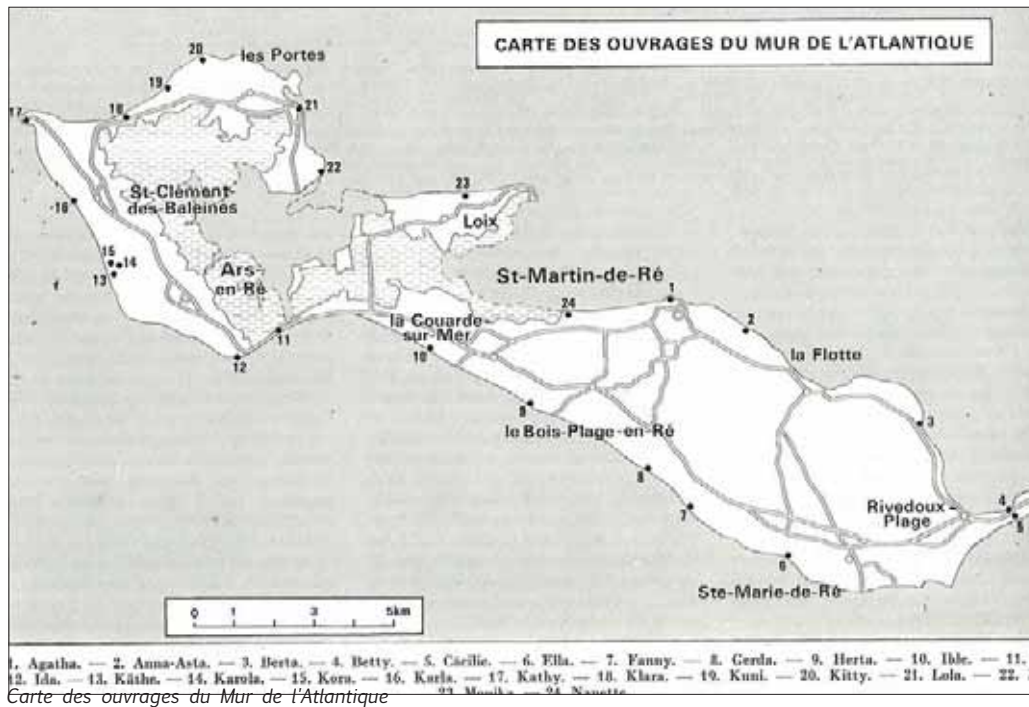 CARTE DES OUVRAGES DU MUR DE L'ATLANTIQUE
20
les Portes
19
17
18
21
22
St-Clément-
des-Baleines
16
23
Loix
15
14
13
Ars-
en-Ré
St-Martin-de-Ré
24
1
2
la Couarde-
sur-Mer
11
10
12
la Flotte
9
le Bois-Plage-en-Ré
3
8
7
Rivedoux
Plage
4
5
6
Ste-Marie-de-Ré
0 1 3 5km
1. Agatha. — 2. Anna-Asta. — 3. Berta. — 4. Betty. — 5. Cäcilie. — 6. Ella. — 7. Fanny. — 8. Gerda. — 9. Herta. — 10. Ible. — 11.
12. Ida. — 13. Käthe. — 14. Karola. — 15. Kora. — 16. Karla. — 17. Kathy. — 18. Klara. — 19. Kuni. — 20. Kitty. — 21. Lola. — 22.
23. Monika. — 24. Nanette.
Carte des ouvrages du Mur de l'Atlantique